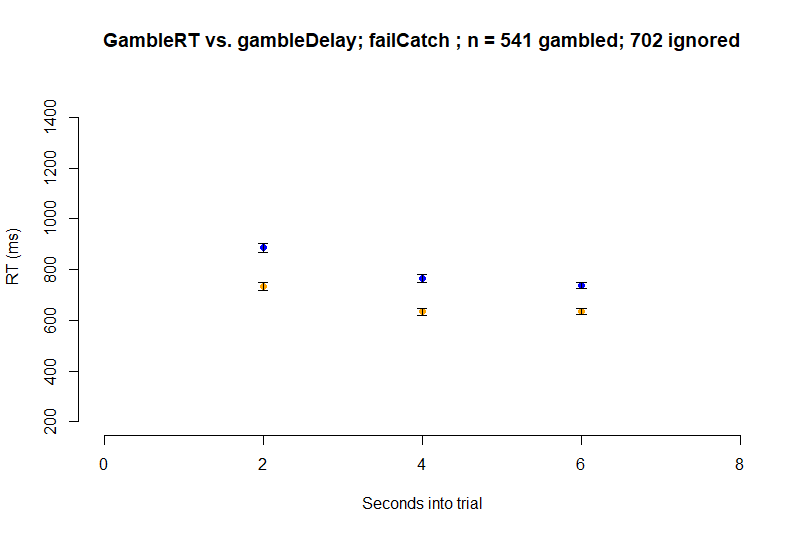 GambleRT vs. gambleDelay; failCatch ; n = 541 gambled; 702 ignored
1400
1200
1000
800
600
400
200
RT (ms)
0 2 4 6 8
Seconds into trial